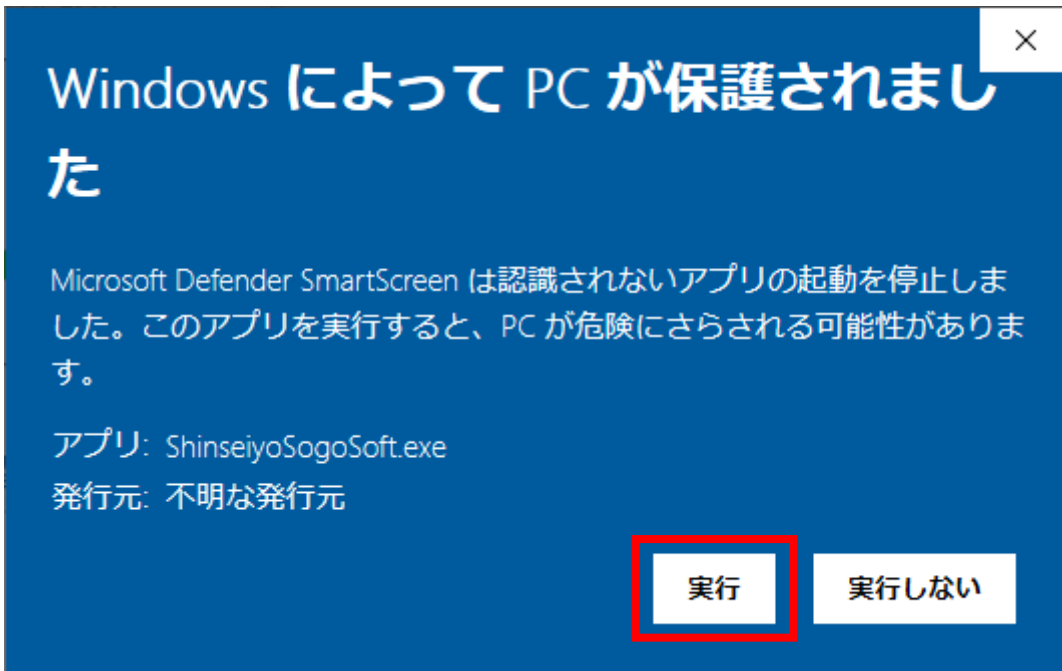 Windows によって PC が保護されまし
た
Microsoft Defender SmartScreen は認識されないアプリの起動を停止しま
した。このアプリを実行すると、PC が危険にさらされる可能性がありま
す。
アプリ: ShinseiyoSogoSoft.exe
発行元: 不明な発行元
実行 実行しない